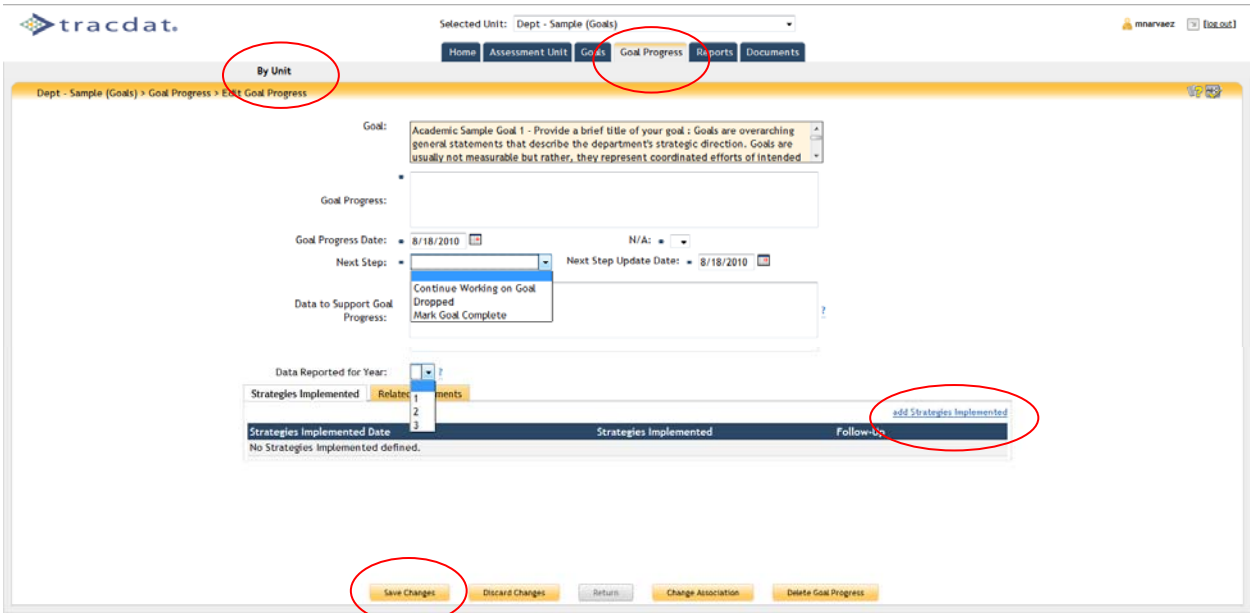 tracdat.
Selected Unit: Dept - Sample (Goals)
mnarvaez [log out]
Home Assessment Unit Goals Goal Progress Reports Documents
By Unit
Dept - Sample (Goals) > Goal Progress > Edit Goal Progress
Goal: Academic Sample Goal 1 - Provide a brief title of your goal ; Goals are overarching
general statements that describe the department's strategic direction. Goals are
usually not measurable but rather, they represent coordinated efforts of intended
Goal Progress:
Goal Progress Date: 8/18/2010 N/A:
Next Step: Next Step Update Date: 8/18/2010
Continue Working on Goal
Dropped
Mark Goal Complete
Data to Support Goal
Progress: ?
Data Reported for Year: ?
1
2
3
Strategies Implemented Related ments
add Strategies Implemented
Strategies Implemented Date Strategies Implemented Follow-Up
No Strategies Implemented defined.
Save Changes Discard Changes Return Change Association Delete Goal Progress